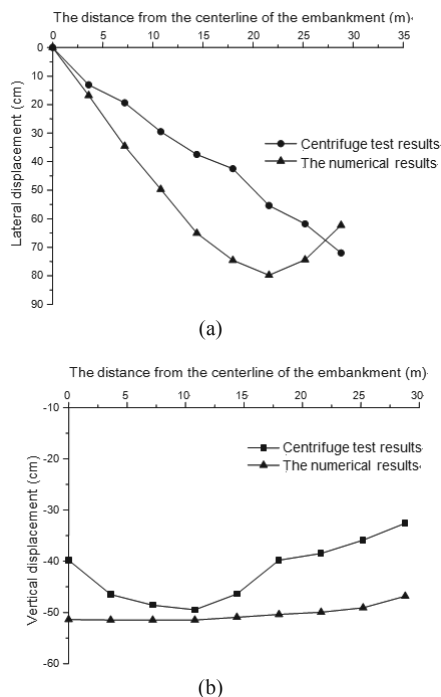 The distance from the centerline of the embankment (m)
0 5 10 15 20 25 30 35
0
10
20
30
40
50
60
70
80
90
Lateral displacement (cm)
Centrifuge test results
The numerical results
(a)
The distance from the centerline of the embankment (m)
0 5 10 15 20 25 30
-10
-20
-30
-40
-50
-60
Vertical displacement (cm)
Centrifuge test results
The numerical results
(b)